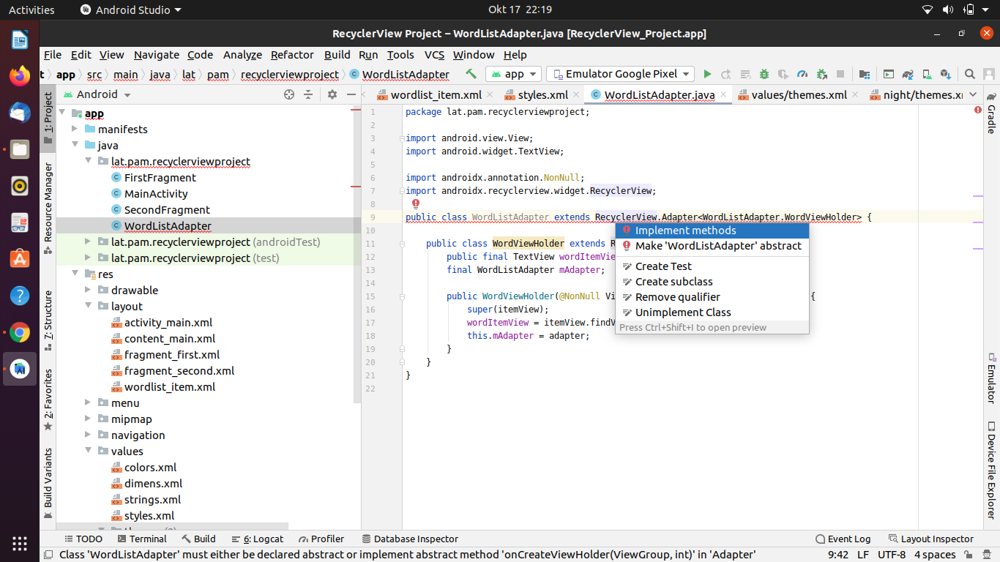 Activities Android Studio Okt 17 22:19
RecyclerView Project – WordListAdapter.java [RecyclerView_Project.app]
File Edit View Navigate Code Analyze Refactor Build Run Tools VCS Window Help
t app src main java lat pam recyclerviewproject WordListAdapter app Emulator Google Pixel
Android wordlist_item.xml styles.xml WordListAdapter.java values/themes.xml night/themes.x
1: Project
Resource Manager
7: Structure
2: Favorites
Build Variants
app
manifests
java
lat.pam.recyclerviewproject
FirstFragment
MainActivity
SecondFragment
WordListAdapter
lat.pam.recyclerviewproject (androidTest)
lat.pam.recyclerviewproject (test)
res
drawable
layout
activity_main.xml
content_main.xml
fragment_first.xml
fragment_second.xml
wordlist_item.xml
menu
mipmap
navigation
values
colors.xml
dimens.xml
strings.xml
styles.xml
1 package lat.pam.recyclerviewproject;
2
3 import android.view.View;
4 import android.widget.TextView;
5
6 import androidx.annotation.NonNull;
7 import androidx.recyclerview.widget.RecyclerView;
8
9 public class WordListAdapter extends RecyclerView.Adapter<WordListAdapter.WordViewHolder> {
10
11 public class WordViewHolder extends R
12 public final TextView wordItemVie
13 final WordListAdapter mAdapter;
14
15 public WordViewHolder(@NonNull Vi {
16 super(itemView);
17 wordItemView = itemView.findV
18 this.mAdapter = adapter;
19 }
20 }
21 }
22
Implement methods
Make 'WordListAdapter' abstract
Create Test
Create subclass
Remove qualifier
Unimplement Class
Press Ctrl+Shift+I to open preview
Gradle
Emulator
Device File Explorer
TODO Terminal Build 6: Logcat Profiler Database Inspector Event Log Layout Inspector
Class 'WordListAdapter' must either be declared abstract or implement abstract method 'onCreateViewHolder(ViewGroup, int)' in 'Adapter' 9:42 LF UTF-8 4 spaces